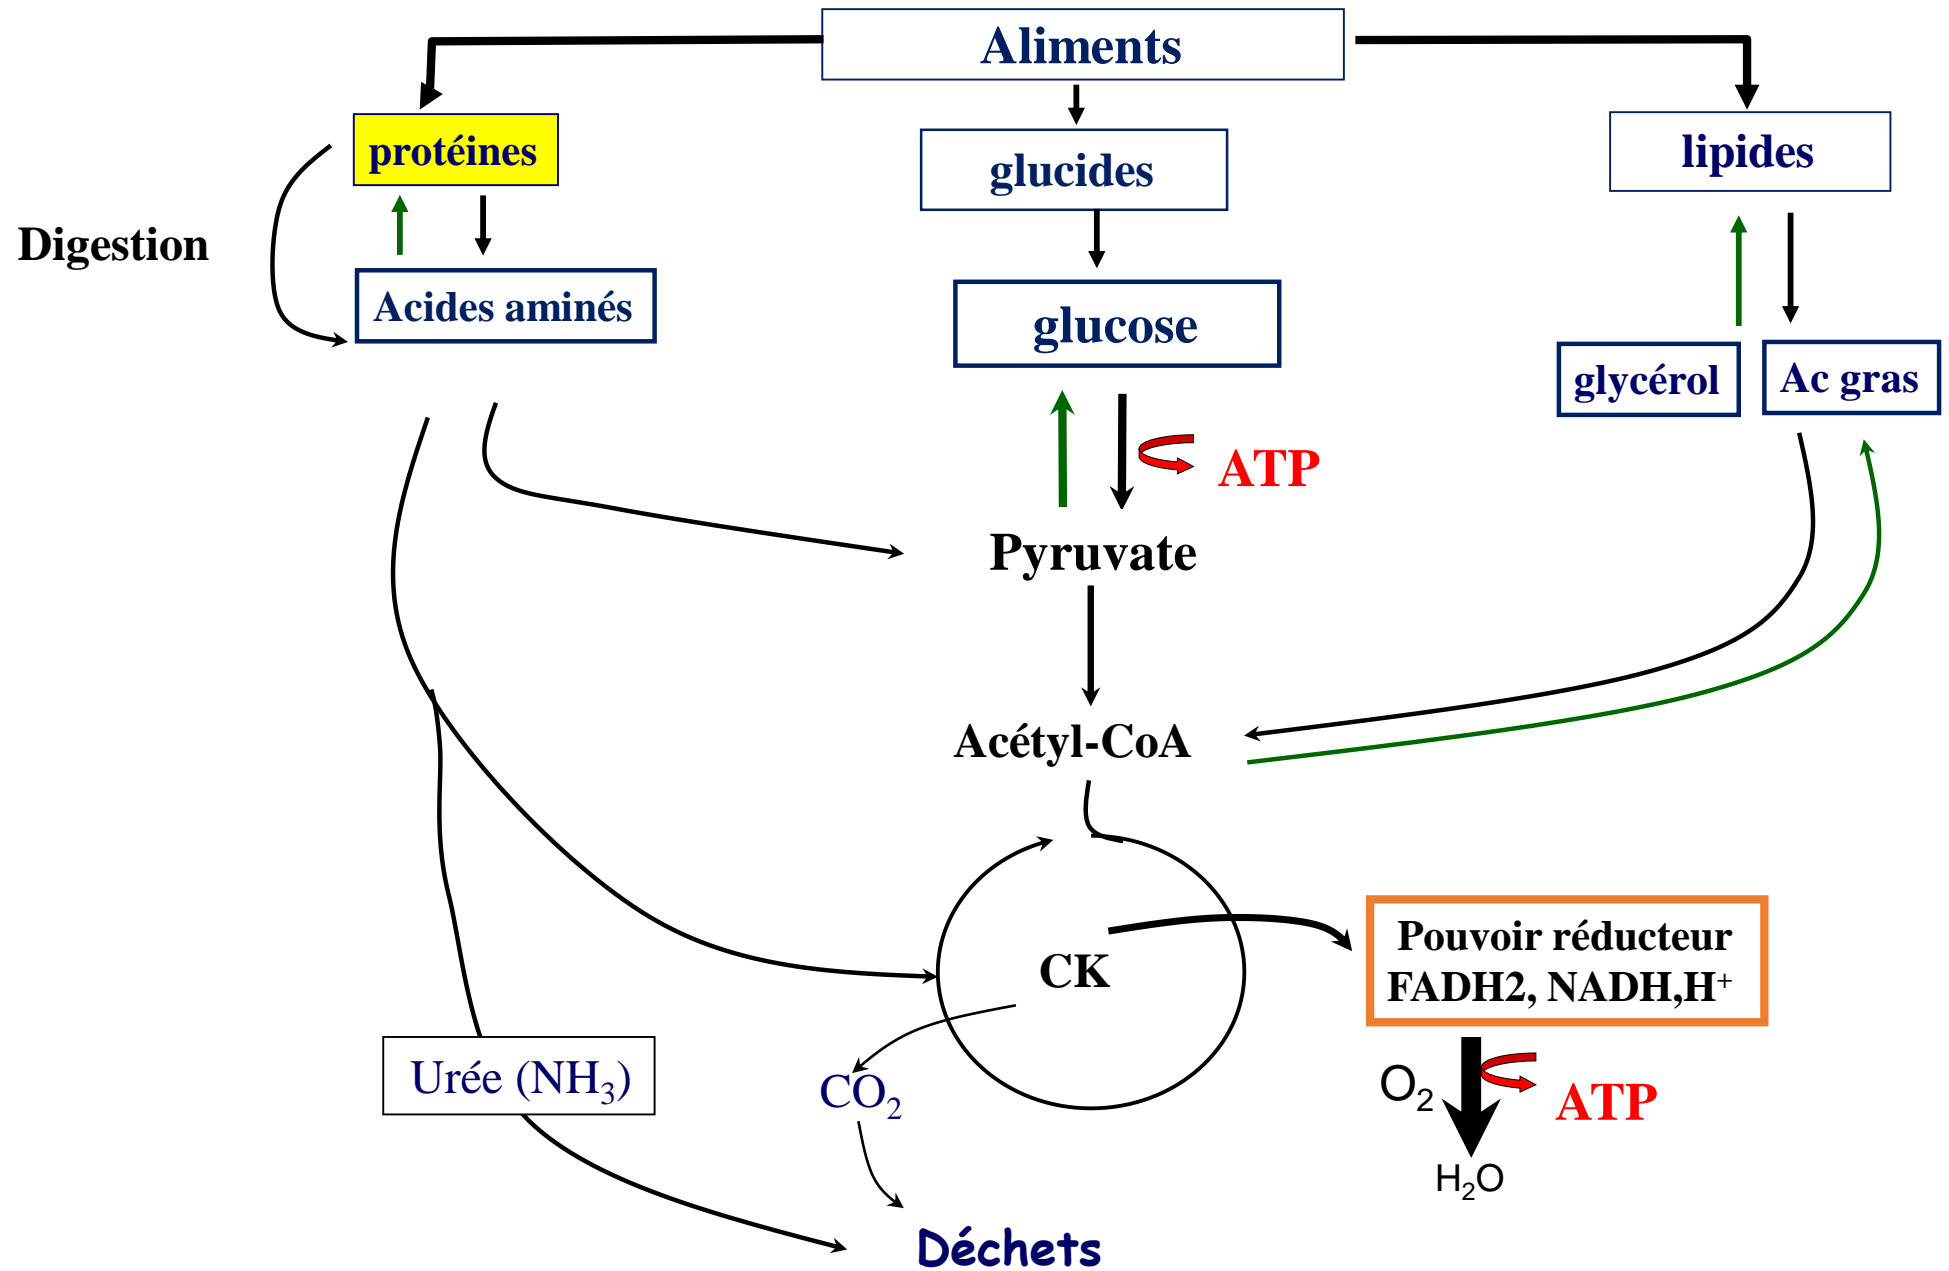 Aliments
protéines
glucides
lipides
Digestion
Acides aminés
glucose
glycérol
Ac gras
ATP
Pyruvate
Acétyl-CoA
CK
Pouvoir réducteur
FADH2, NADH,H⁺
Urée (NH₃)
CO₂
O₂
ATP
H₂O
Déchets